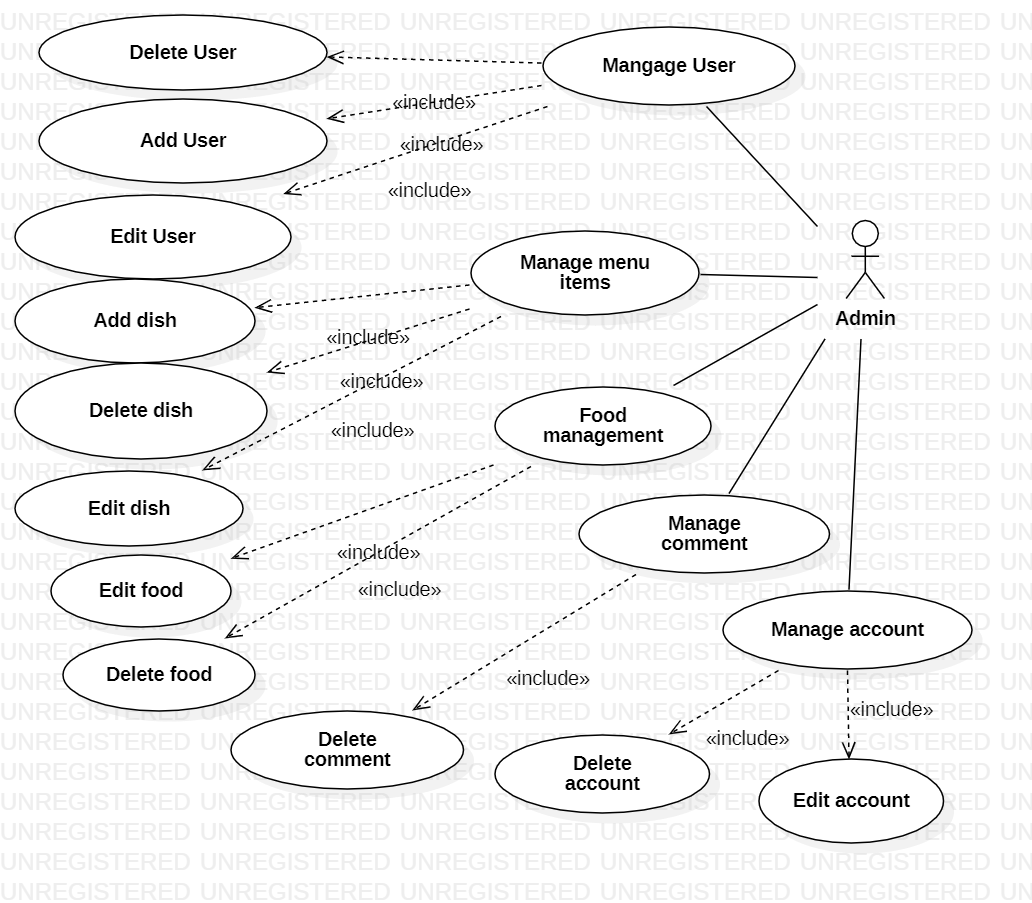 Delete User
Mangage User
«include»
Add User
«include»
«include»
Edit User
Manage menu
items
Add dish
Admin
«include»
«include»
Delete dish
Food
management
«include»
Edit dish
Manage
comment
«include»
Edit food
«include»
Manage account
Delete food
«include»
«include»
Delete
comment
«include»
Delete
account
Edit account
UNREGISTERED